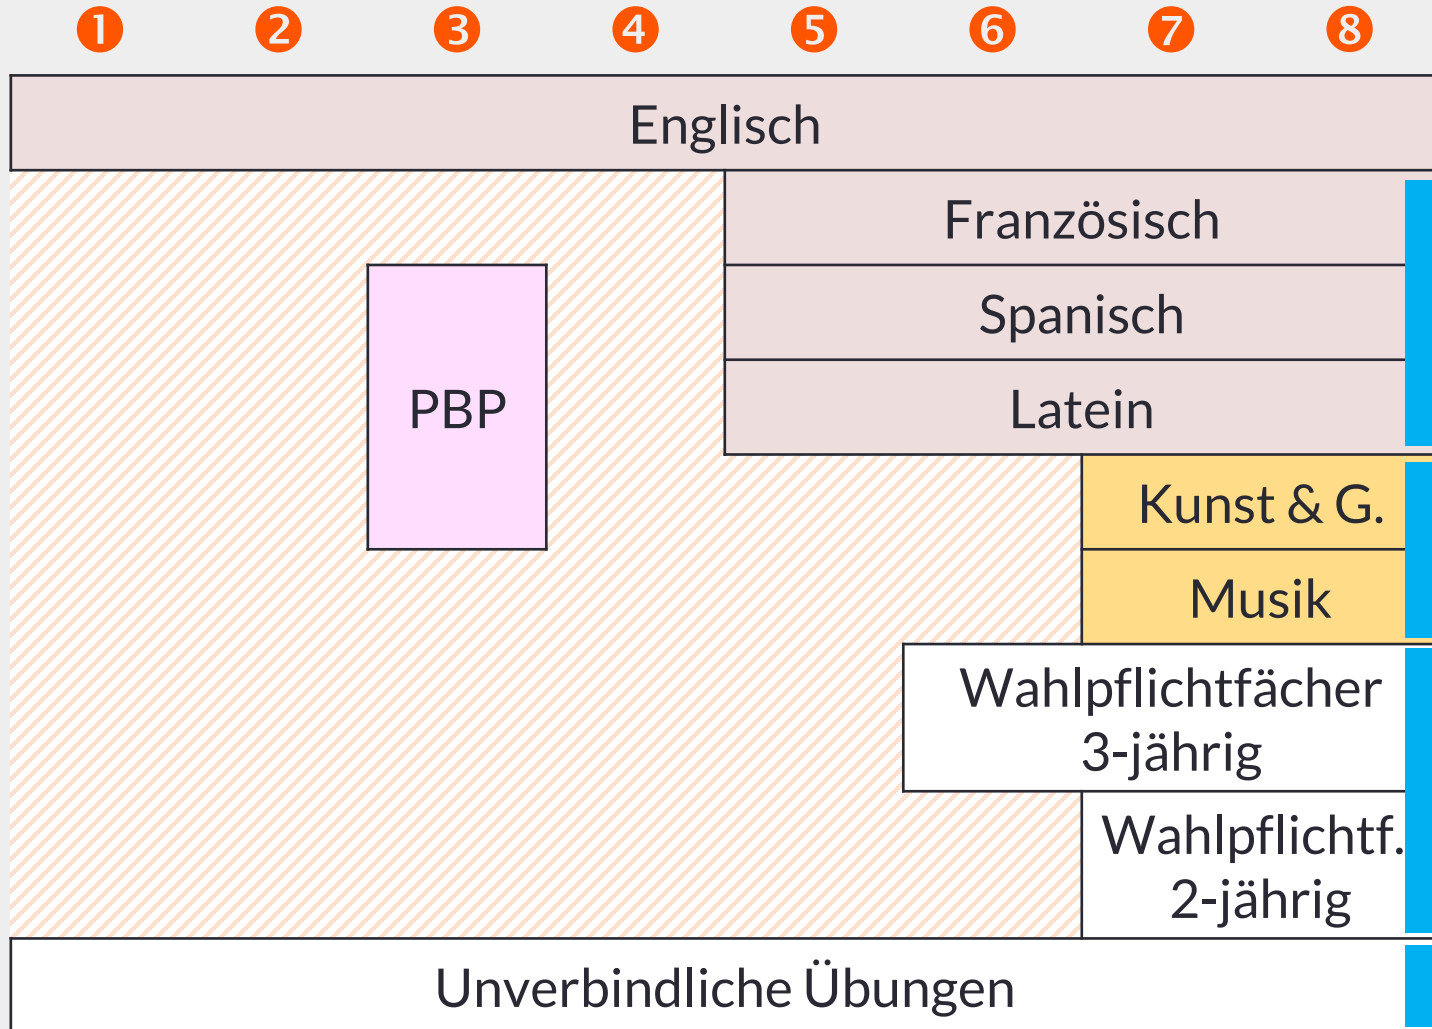 1 2 3 4 5 6 7 8
Englisch
Französisch
Spanisch
PBP
Latein
Kunst & G.
Musik
Wahlpflichtfächer
3-jährig
Wahlpflichtf.
2-jährig
Unverbindliche Übungen